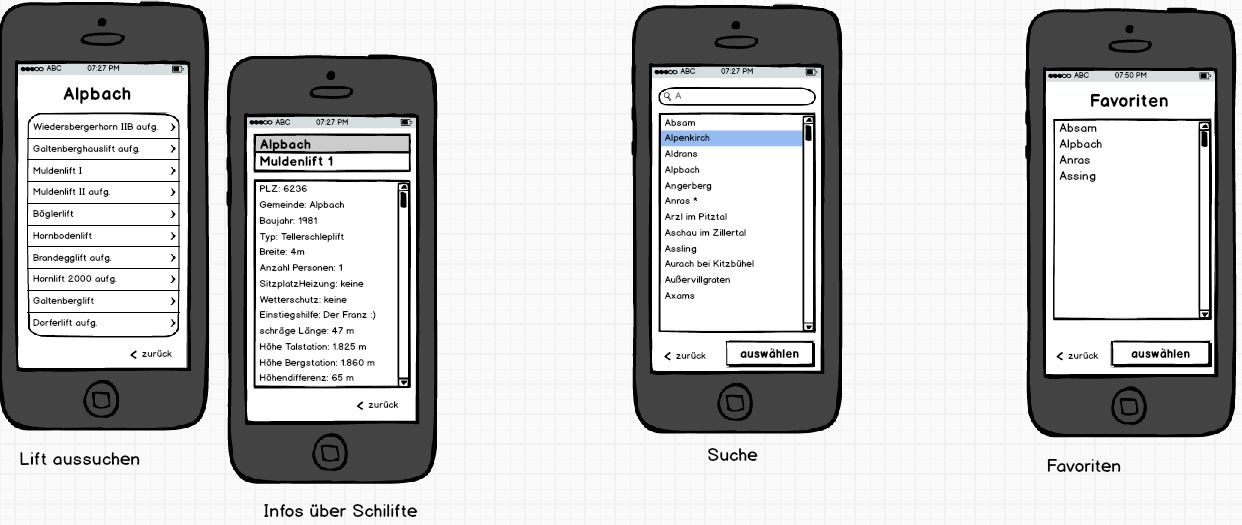 ABC 07:27 PM
Alpbach
Wiedersbergerhorn IIB aufg.
Galtenberghauslift aufg.
Muldenlift I
Muldenlift II aufg.
Böglerlift
Hornbodenlift
Brandegglift aufg.
Hornlift 2000 aufg.
Galtenberglift
Dorferlift aufg.
zurück
Lift aussuchen
ABC 07:27 PM
Alpbach
Muldenlift 1
PLZ: 6236
Gemeinde: Alpbach
Baujahr: 1981
Typ: Tellerschleplift
Breite: 4m
Anzahl Personen: 1
SitzplatzHeizung: keine
Wetterschutz: keine
Einstiegshilfe: Der Franz :)
schräge Länge: 47 m
Höhe Talstation: 1.825 m
Höhe Bergstation: 1.860 m
Höhendifferenz: 65 m
zurück
Infos über Schilifte
ABC 07:27 PM
A
Absam
Alpenkirch
Aldrans
Alpbach
Angerberg
Anras *
Arzl im Pitztal
Aschau im Zillertal
Assling
Aurach bei Kitzbühel
Außervillgraten
Axams
zurück auswählen
Suche
ABC 07:50 PM
Favoriten
Absam
Alpbach
Anras
Assing
zurück auswählen
Favoriten